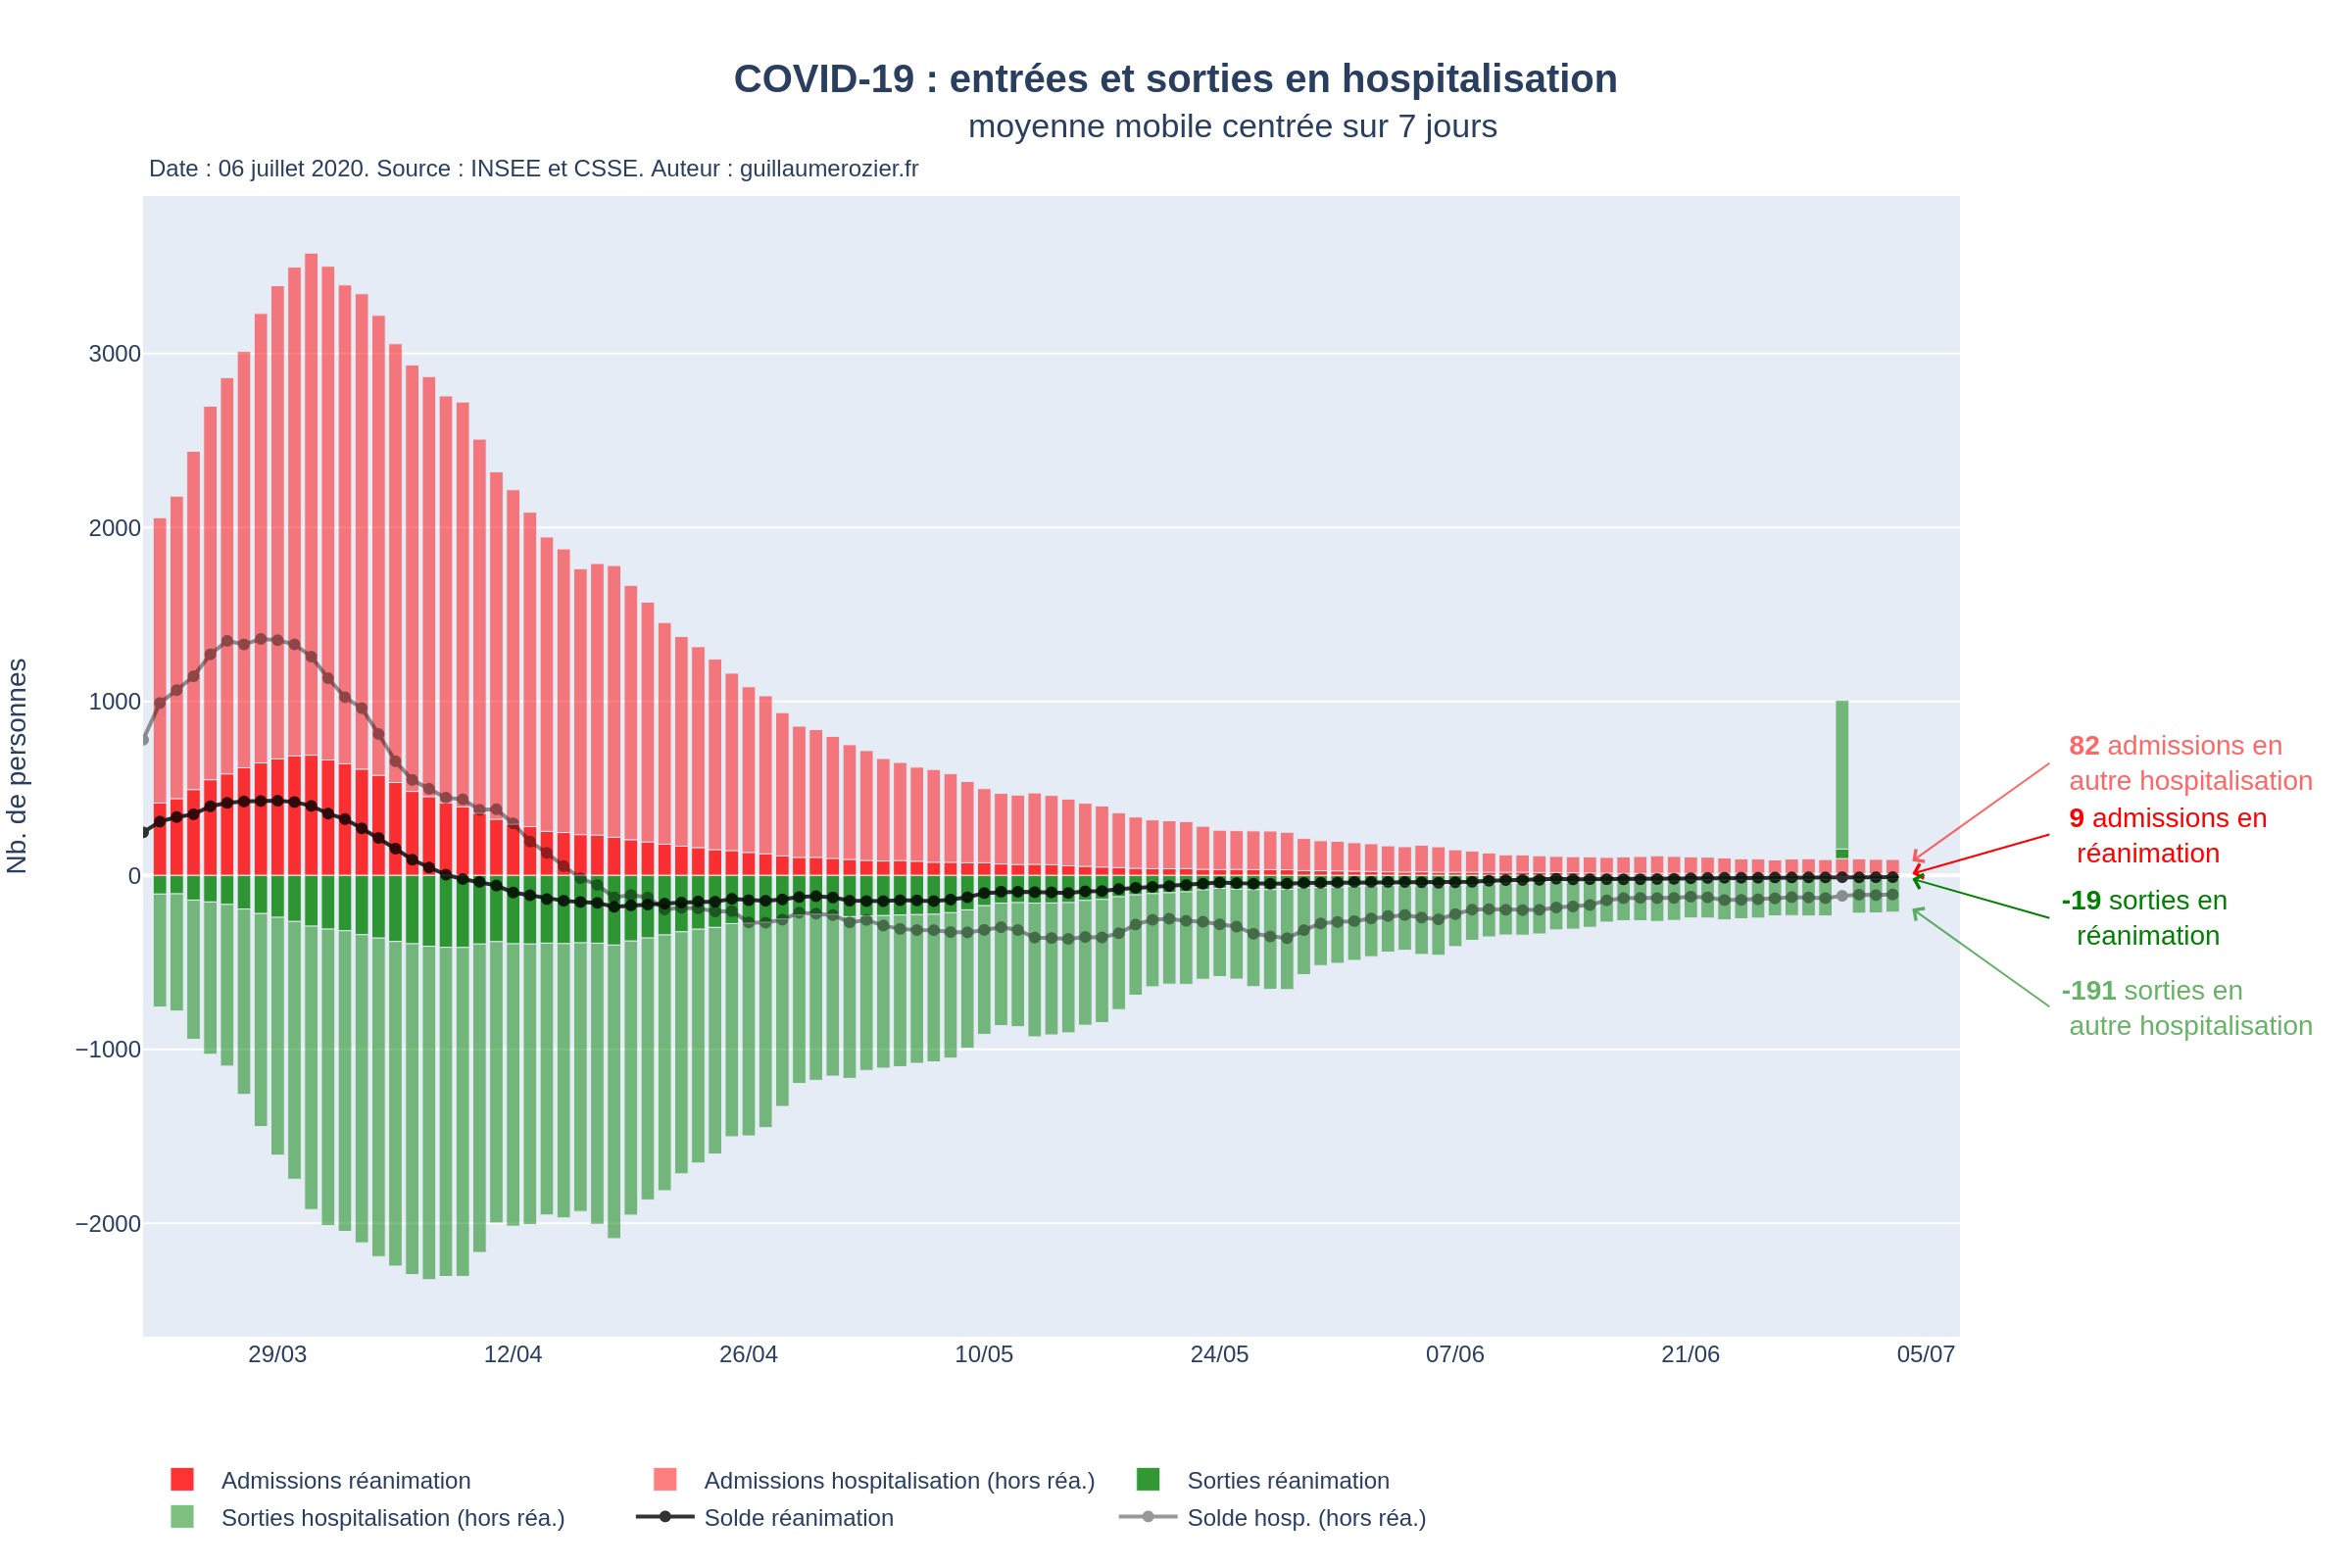 COVID-19 : entrées et sorties en hospitalisation
moyenne mobile centrée sur 7 jours
Date : 06 juillet 2020. Source : INSEE et CSSE. Auteur : guillaumerozier.fr
Nb. de personnes
3000
2000
1000
0
−1000
−2000
29/03
12/04
26/04
10/05
24/05
07/06
21/06
05/07
82 admissions en
autre hospitalisation
9 admissions en
réanimation
-19 sorties en
réanimation
-191 sorties en
autre hospitalisation
Admissions réanimation
Admissions hospitalisation (hors réa.)
Sorties réanimation
Sorties hospitalisation (hors réa.)
Solde réanimation
Solde hosp. (hors réa.)